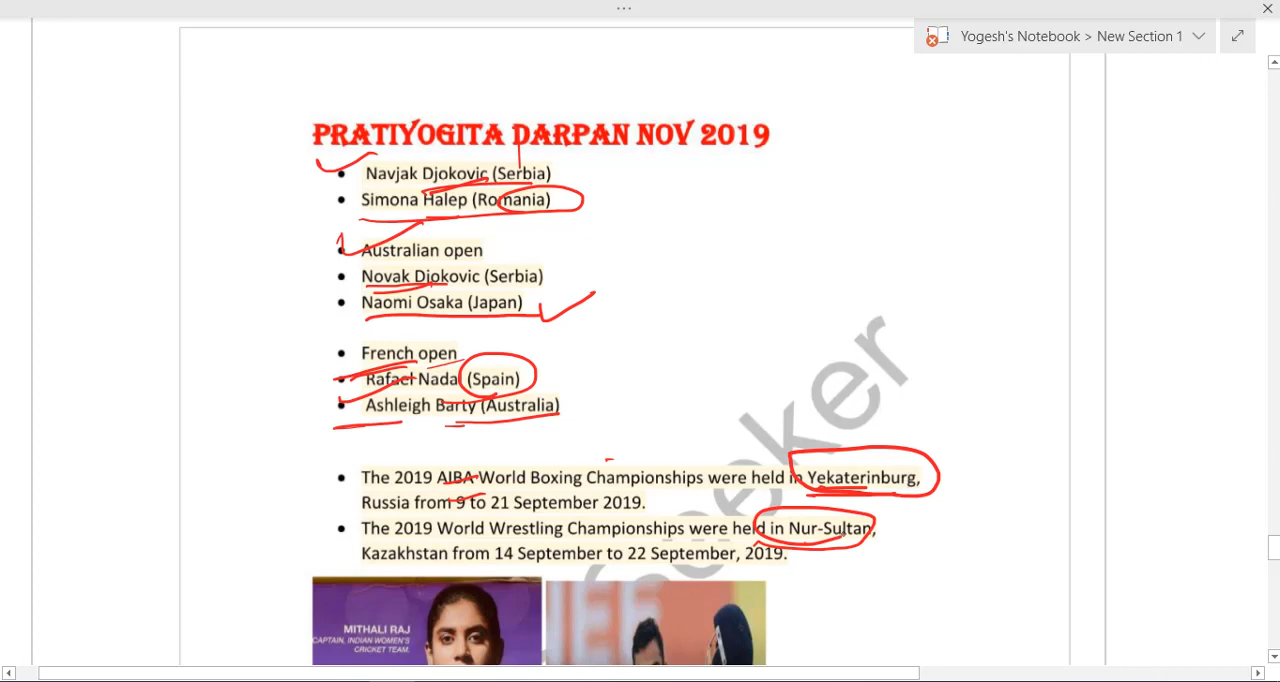 Yogesh's Notebook > New Section 1
PRATIYOGITA DARPAN NOV 2019
• Navjak Djokovic (Serbia)
• Simona Halep (Romania)
• Australian open
• Novak Djokovic (Serbia)
• Naomi Osaka (Japan)
• French open
• Rafael Nadal (Spain)
• Ashleigh Barty (Australia)
• The 2019 AIBA World Boxing Championships were held in Yekaterinburg,
Russia from 9 to 21 September 2019.
• The 2019 World Wrestling Championships were held in Nur-Sultan,
Kazakhstan from 14 September to 22 September, 2019.
MITHALI RAJ
CAPTAIN, INDIAN WOMEN'S
CRICKET TEAM.